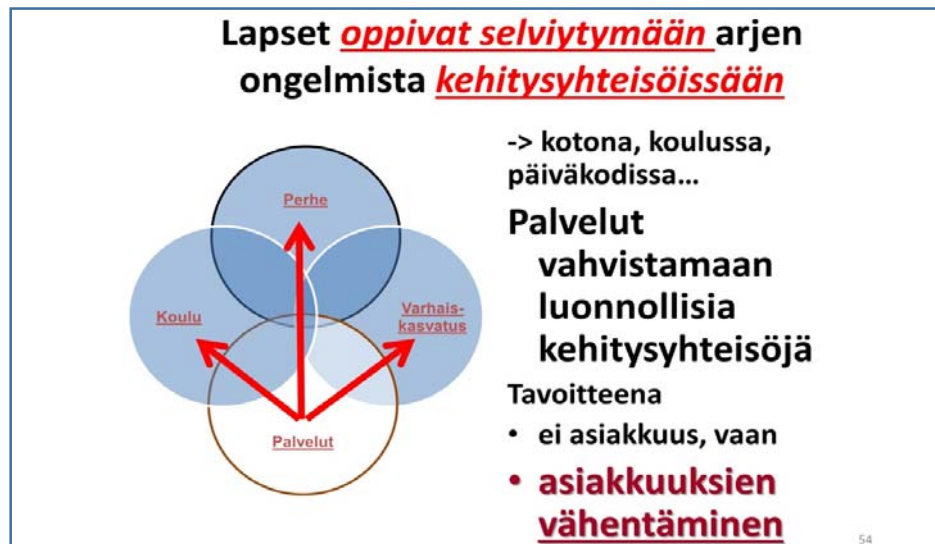 Lapset oppivat selviytymään arjen
ongelmista kehitysyhteisöissään
Perhe
Koulu
Varhais-
kasvatus
Palvelut
-> kotona, koulussa,
päiväkodissa...
Palvelut
vahvistamaan
luonnollisia
kehitysyhteisöjä
Tavoitteena
• ei asiakkuus, vaan
• asiakkuuksien
vähentäminen
54